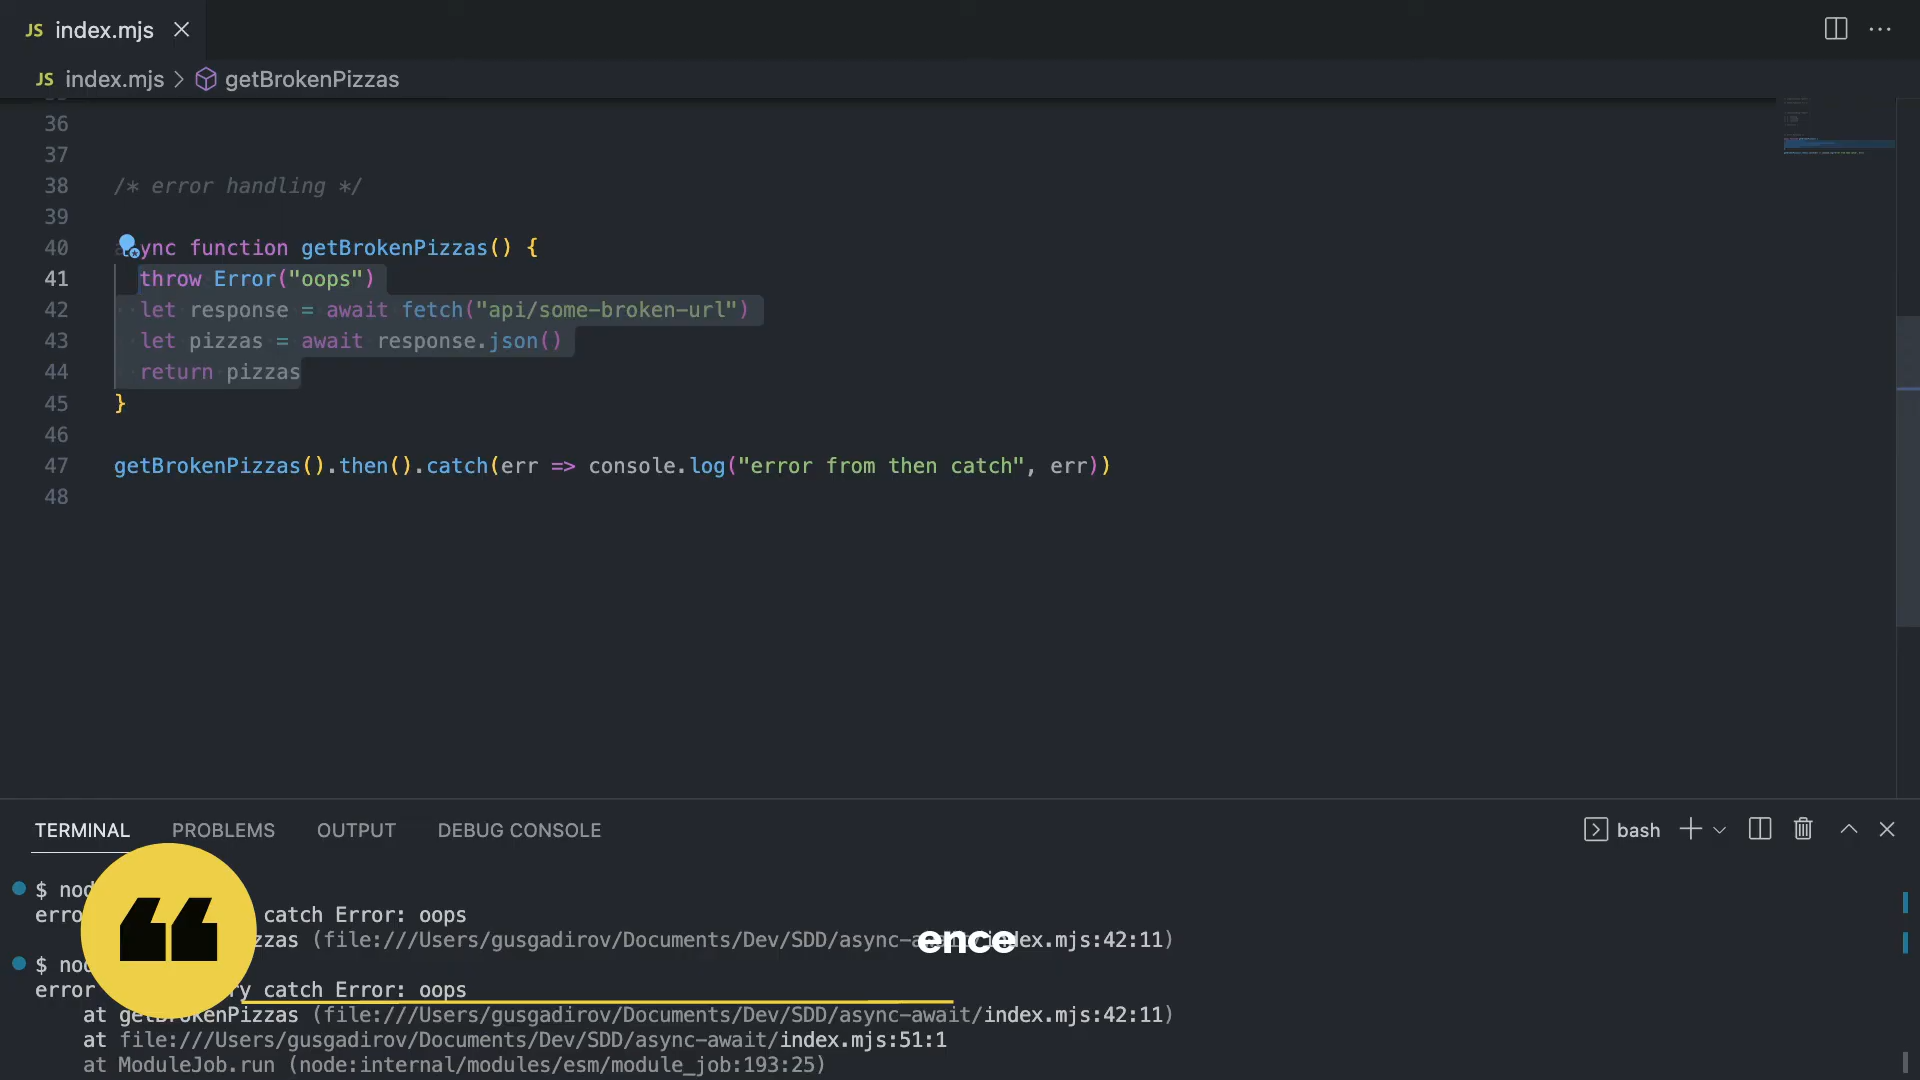 JS index.mjs
JS index.mjs > getBrokenPizzas
36
37
38 /* error handling */
39
40 async function getBrokenPizzas() {
41 throw Error("oops")
42 let response = await fetch("api/some-broken-url")
43 let pizzas = await response.json()
44 return pizzas
45 }
46
47 getBrokenPizzas().then().catch(err => console.log("error from then catch", err))
48
TERMINAL PROBLEMS OUTPUT DEBUG CONSOLE bash
$ nod
erro catch Error: oops
zzas (file:///Users/gusgadirov/Documents/Dev/SDD/async-a index.mjs:42:11)
ence
$ nod
error y catch Error: oops
at getBrokenPizzas (file:///Users/gusgadirov/Documents/Dev/SDD/async-await/index.mjs:42:11)
at file:///Users/gusgadirov/Documents/Dev/SDD/async-await/index.mjs:51:1
at ModuleJob.run (node:internal/modules/esm/module_job:193:25)